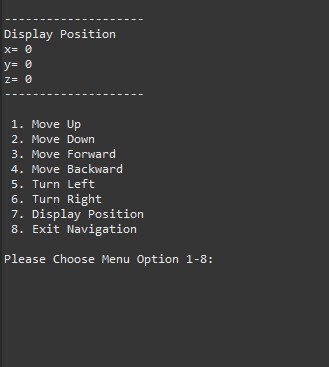 --------------------
Display Position
x= 0
y= 0
z= 0
--------------------
1. Move Up
2. Move Down
3. Move Forward
4. Move Backward
5. Turn Left
6. Turn Right
7. Display Position
8. Exit Navigation
Please Choose Menu Option 1-8: